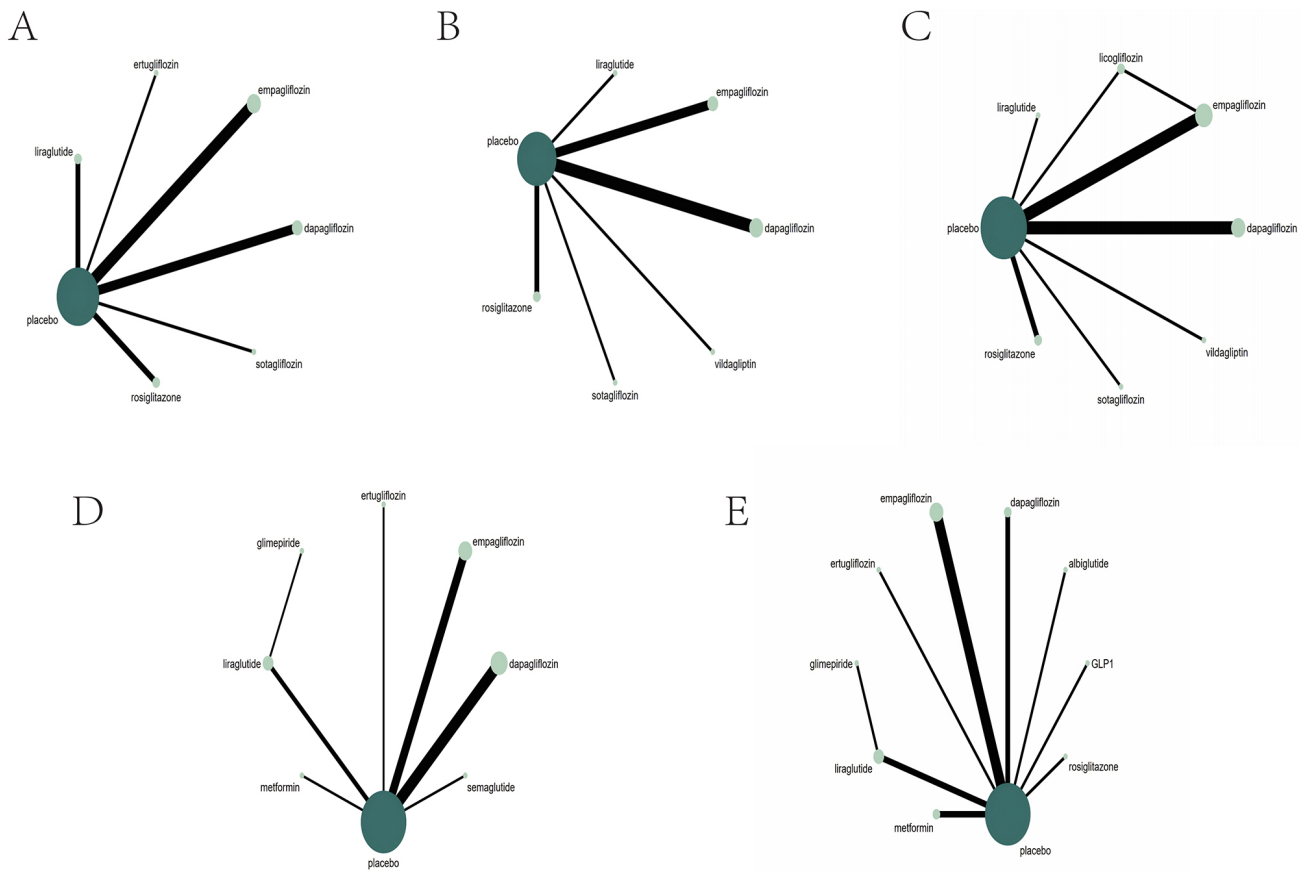 A
ertugliflozin
empagliflozin
liraglutide
dapagliflozin
placebo
sotagliflozin
rosiglitazone
B
liraglutide
empagliflozin
placebo
dapagliflozin
rosiglitazone
vildagliptin
sotagliflozin
C
licogliflozin
liraglutide
empagliflozin
placebo
dapagliflozin
rosiglitazone
vildagliptin
sotagliflozin
D
ertugliflozin
glimepiride
empagliflozin
liraglutide
dapagliflozin
metformin
semaglutide
placebo
E
empagliflozin
dapagliflozin
ertugliflozin
albiglutide
glimepiride
GLP1
liraglutide
rosiglitazone
metformin
placebo